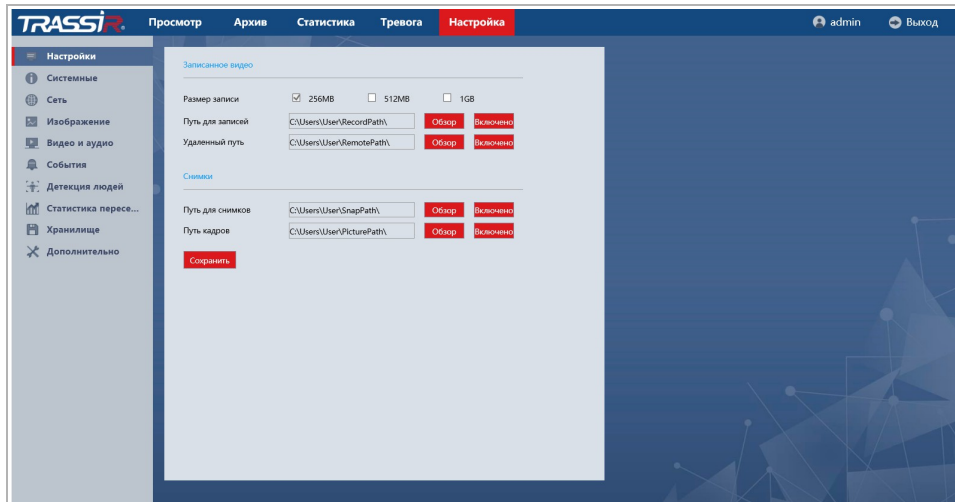 TRASSIR Просмотр Архив Статистика Тревога Настройка admin Выход
Настройки
Системные
Сеть
Изображение
Видео и аудио
События
Детекция людей
Статистика пересе...
Хранилище
Дополнительно
Записанное видео
Размер записи 256MB 512MB 1GB
Путь для записей C:\Users\User\RecordPath\ Обзор Включено
Удаленный путь C:\Users\User\RemotePath\ Обзор Включено
Снимки
Путь для снимков C:\Users\User\SnapPath\ Обзор Включено
Путь кадров C:\Users\User\PicturePath\ Обзор Включено
Сохранить